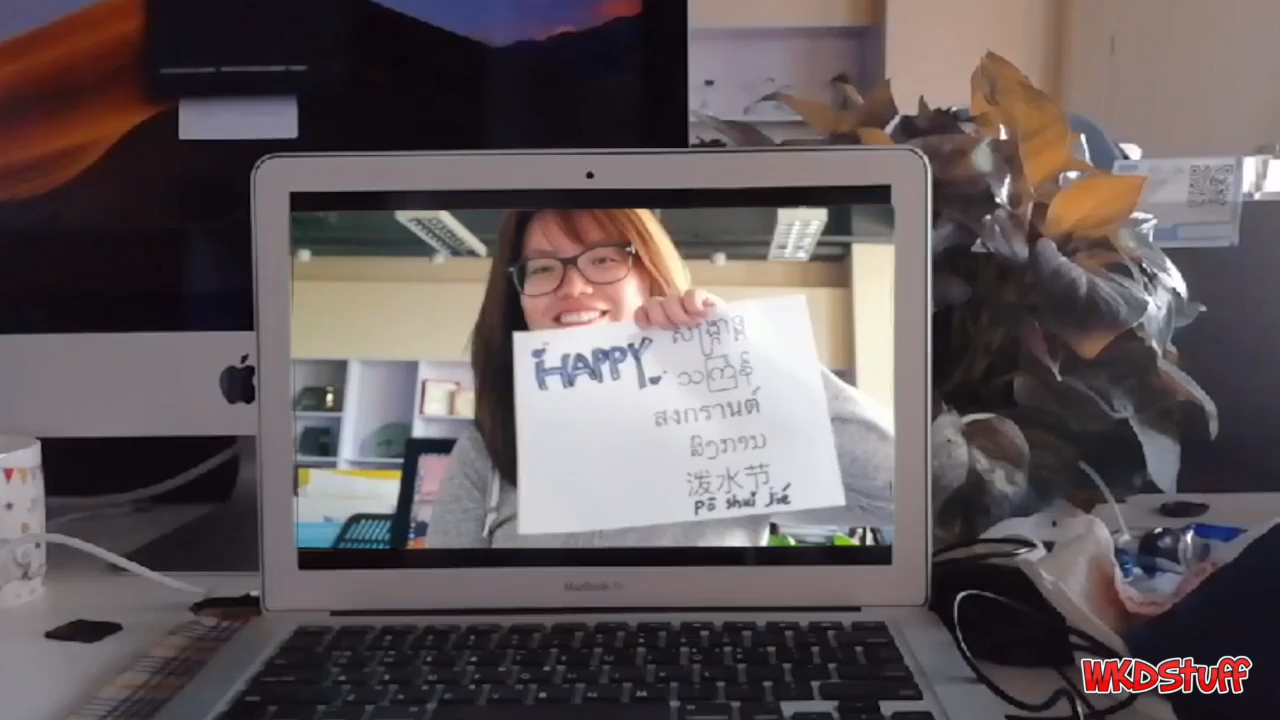 HAPPY
សង្ក្រាន្ត
သင်္ကြန်
สงกรานต์
ສົງການ
泼水节
pō shuǐ jié
MacBook Air
WKDStuff